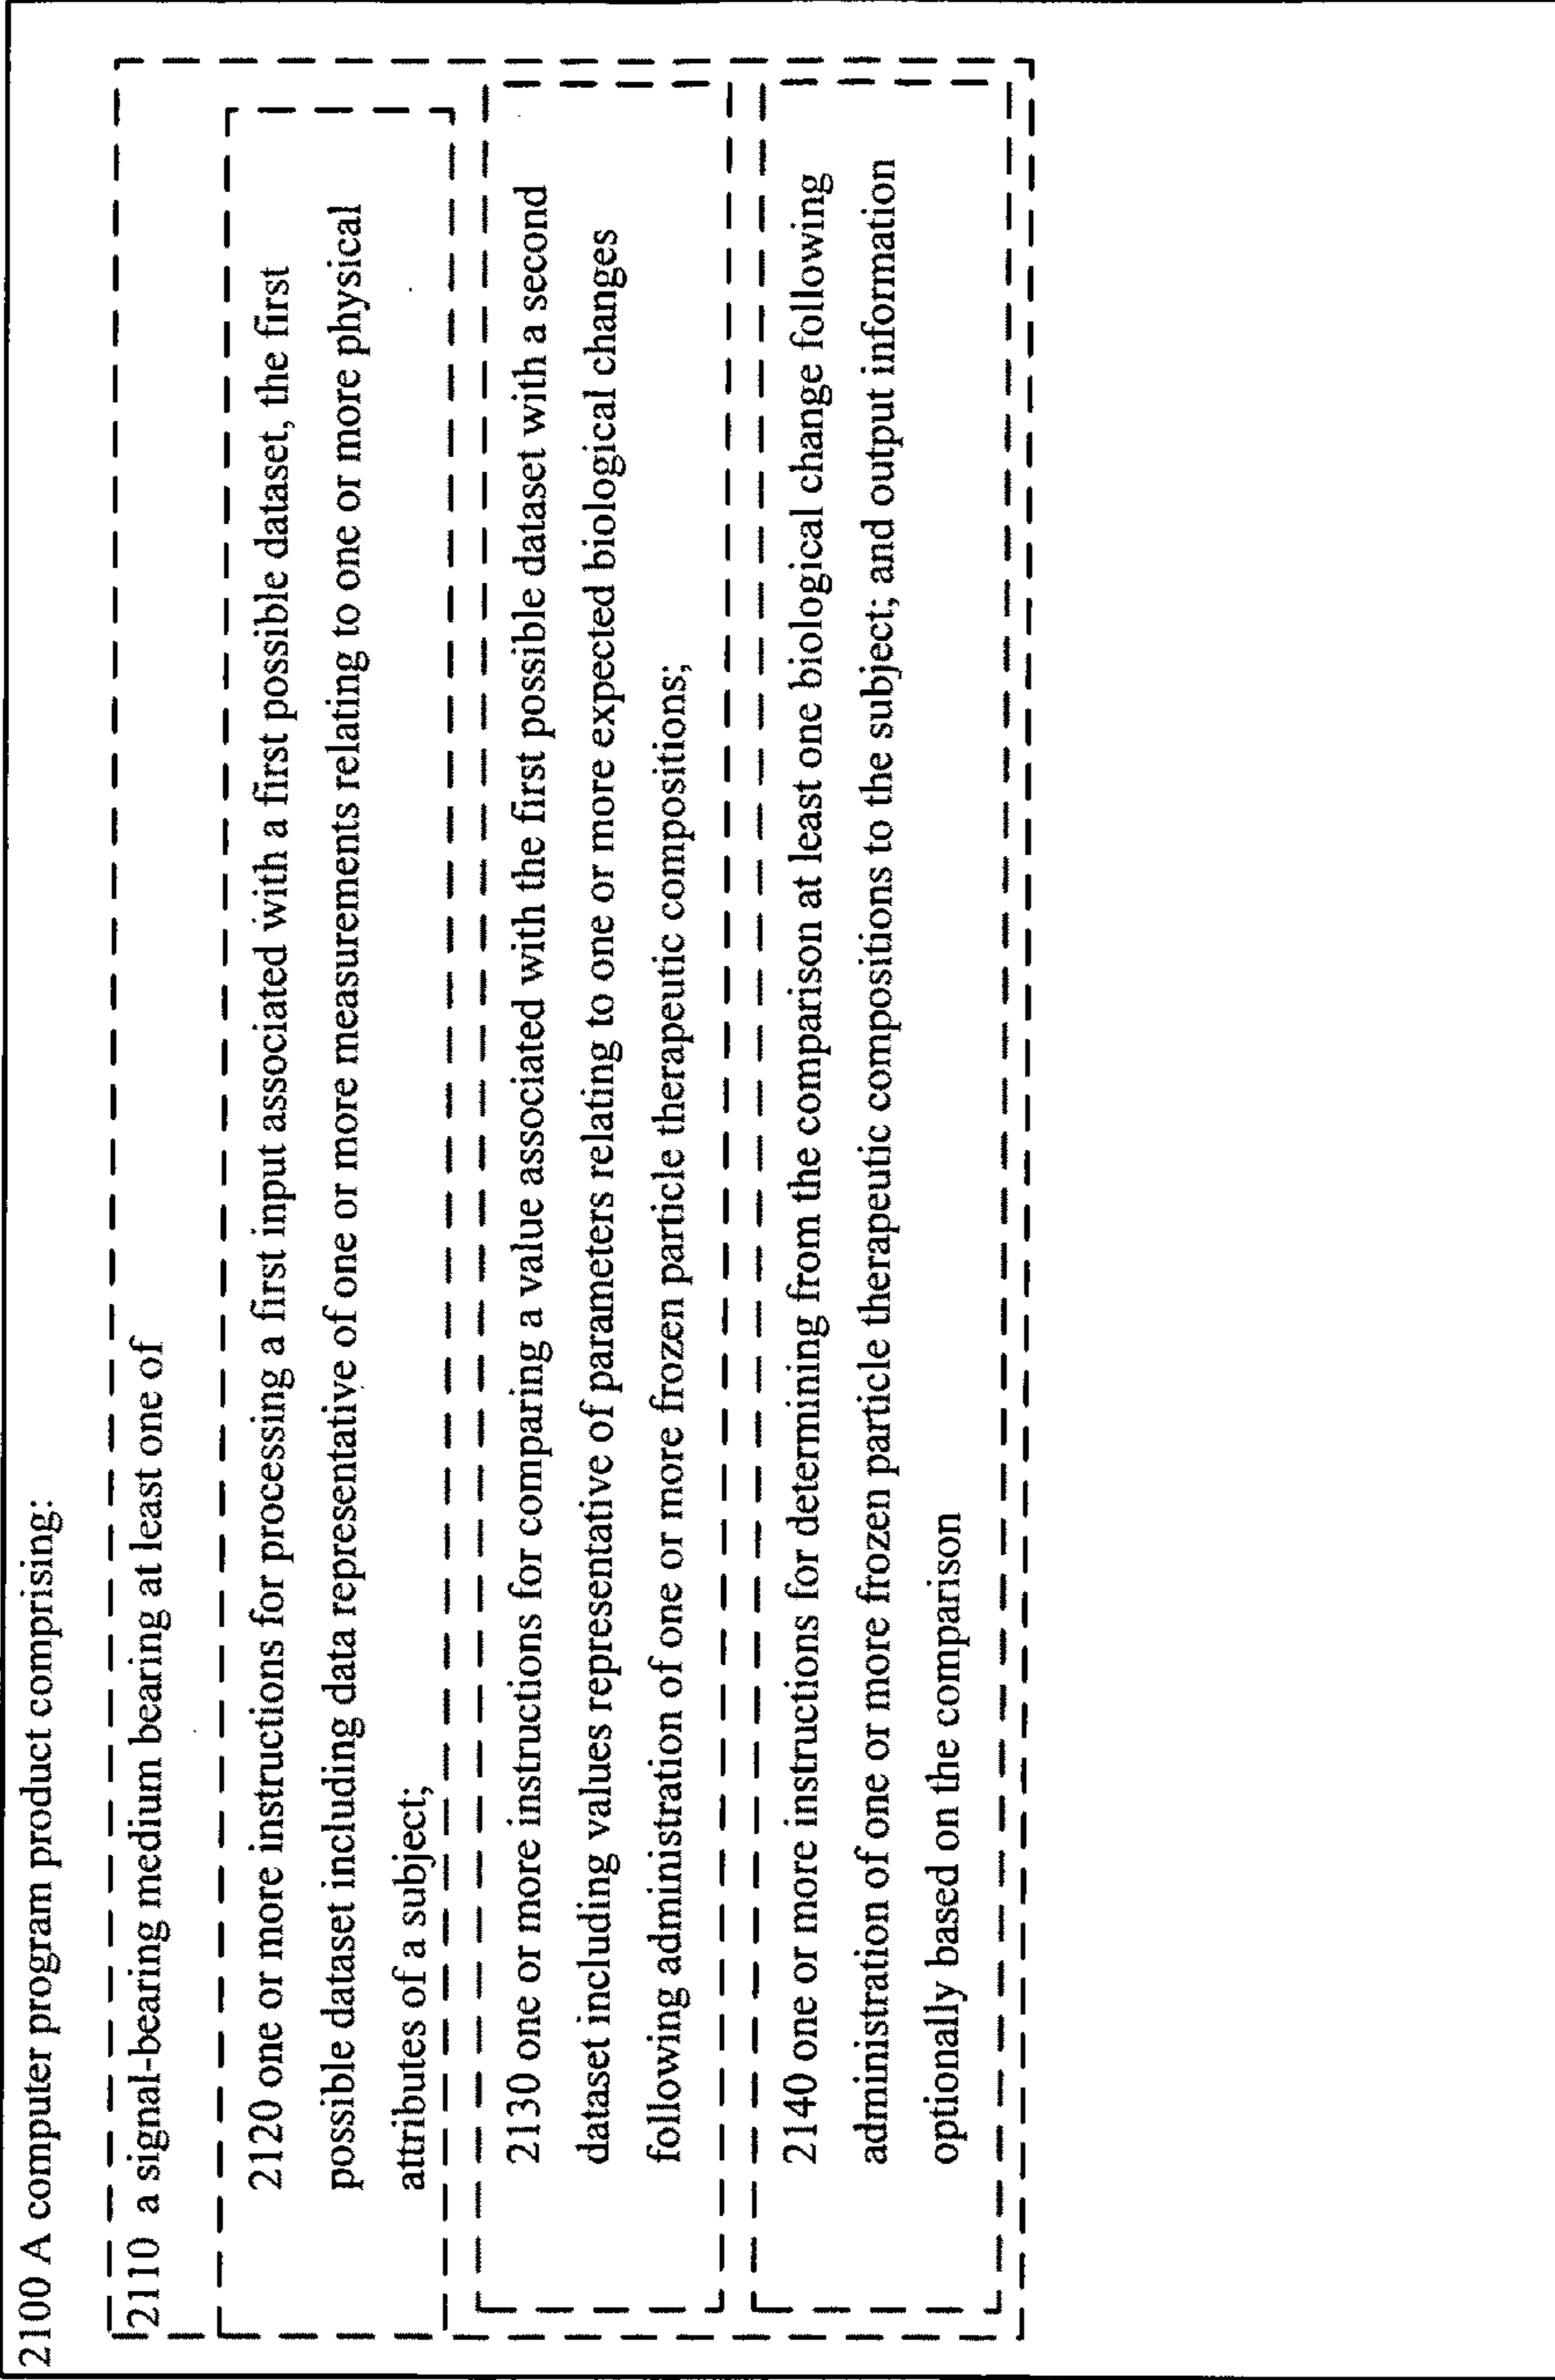 2100 A computer program product comprising:
2110 a signal-bearing medium bearing at least one of
2120 one or more instructions for processing a first input associated with a first possible dataset, the first
possible dataset including data representative of one or more measurements relating to one or more physical
attributes of a subject;
2130 one or more instructions for comparing a value associated with the first possible dataset with a second
dataset including values representative of parameters relating to one or more expected biological changes
following administration of one or more frozen particle therapeutic compositions;
2140 one or more instructions for determining from the comparison at least one biological change following
administration of one or more frozen particle therapeutic compositions to the subject; and output information
optionally based on the comparison